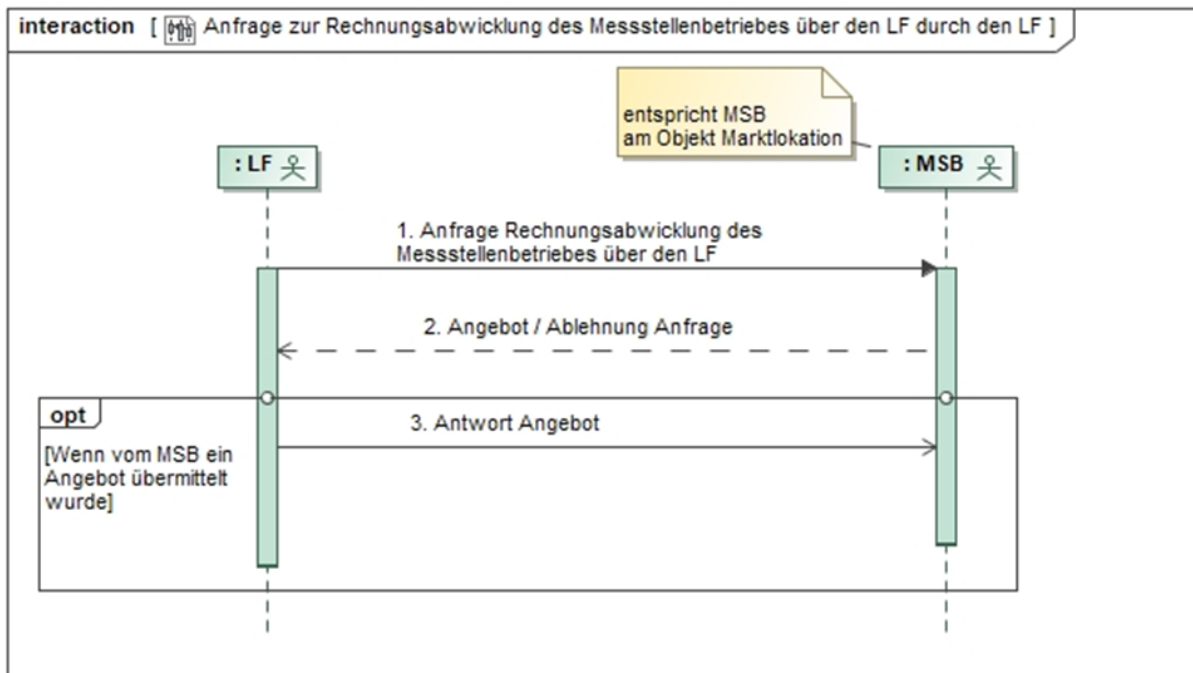 interaction [ Anfrage zur Rechnungsabwicklung des Messstellenbetriebes über den LF durch den LF ]
entspricht MSB
am Objekt Marktlokation
: LF
: MSB
1. Anfrage Rechnungsabwicklung des
Messstellenbetriebes über den LF
2. Angebot / Ablehnung Anfrage
opt
3. Antwort Angebot
[Wenn vom MSB ein
Angebot übermittelt
wurde]